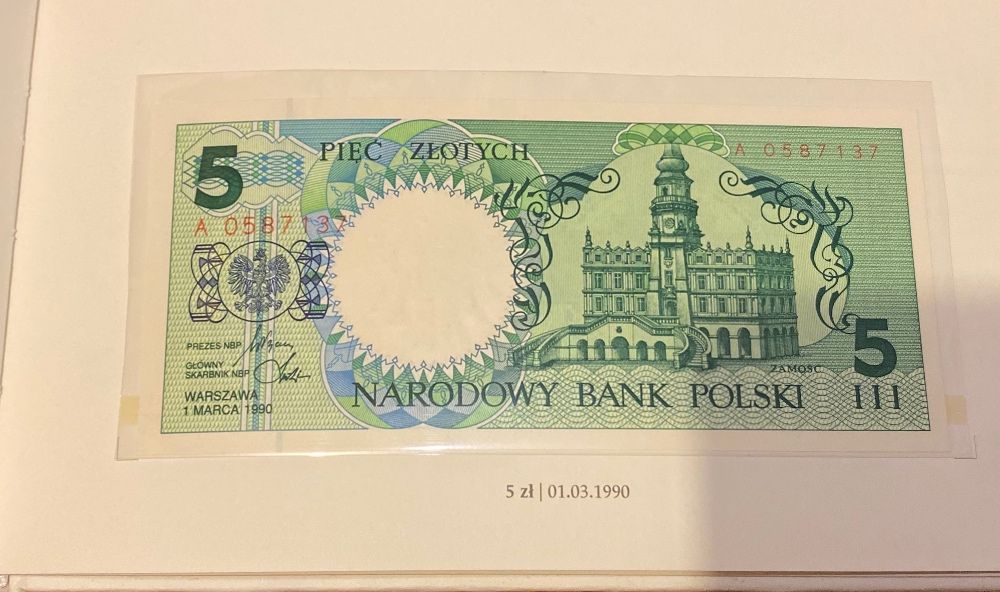 5
PIĘĆ ZŁOTYCH
A 0587137
A 0587137
PREZES NBP
GŁÓWNY
SKARBNIK NBP
WARSZAWA
1 MARCA 1990
ZAMOŚĆ
5
NARODOWY BANK POLSKI
5 zł | 01.03.1990